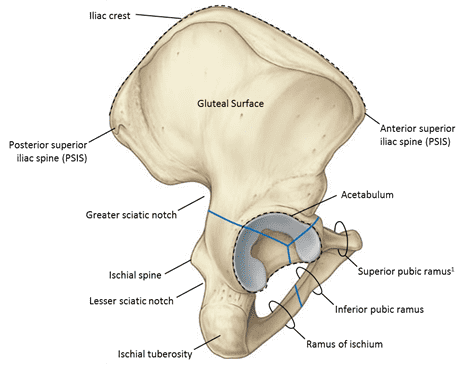 Iliac crest
Gluteal Surface
Posterior superior
iliac spine (PSIS)
Anterior superior
iliac spine (PSIS)
Acetabulum
Greater sciatic notch
Superior pubic ramus¹
Ischial spine
Lesser sciatic notch
Inferior pubic ramus
Ramus of ischium
Ischial tuberosity